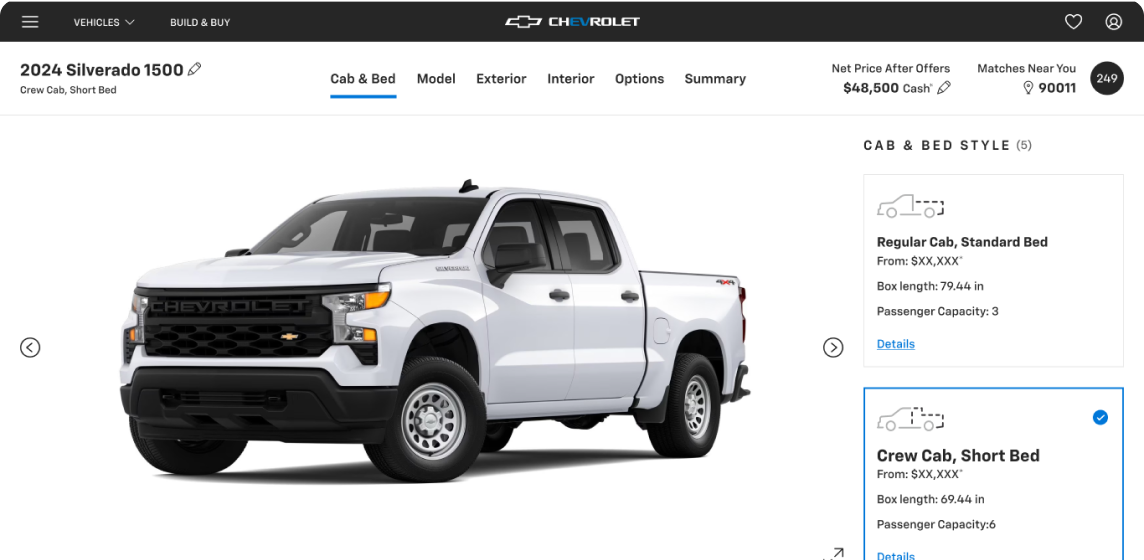 VEHICLES
BUILD & BUY
CHEVROLET
2024 Silverado 1500
Crew Cab, Short Bed
Cab & Bed
Model
Exterior
Interior
Options
Summary
Net Price After Offers
$48,500 Cash*
Matches Near You
90011
249
CAB & BED STYLE (5)
Regular Cab, Standard Bed
From: $XX,XXX*
Box length: 79.44 in
Passenger Capacity: 3
Details
Crew Cab, Short Bed
From: $XX,XXX*
Box length: 69.44 in
Passenger Capacity:6
Details
SILVERADO
4X4
CHEVROLET